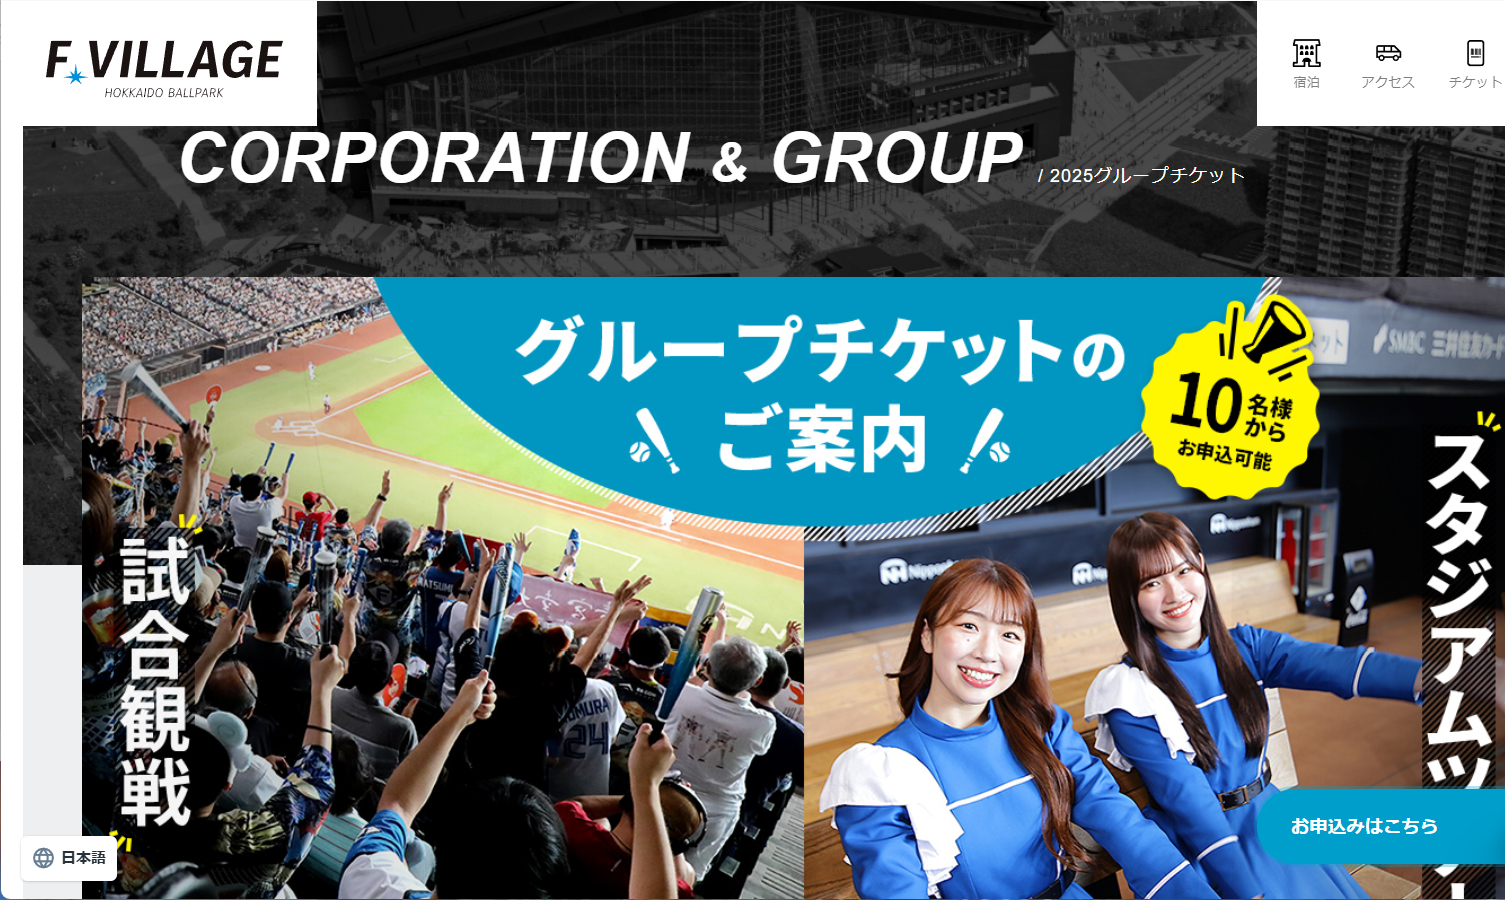 F VILLAGE
HOKKAIDO BALLPARK
宿泊
アクセス
チケット
CORPORATION & GROUP
/ 2025グループチケット
グループチケットの
ご案内
10名様から
お申込可能
SMBC 三井住友カード
試合観戦
スタジアムツ
24
お申込みはこちら
日本語